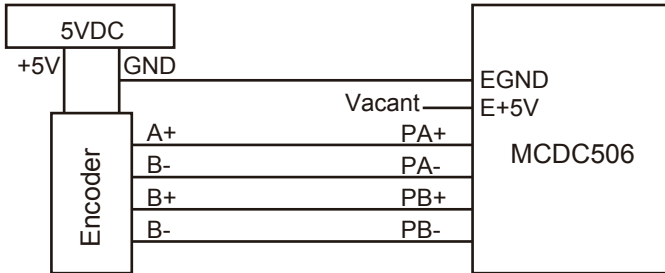 5VDC
+5V GND
EGND
Vacant E+5V
A+ PA+
B- PA-
MCDC506
B+ PB+
B- PB-
Encoder